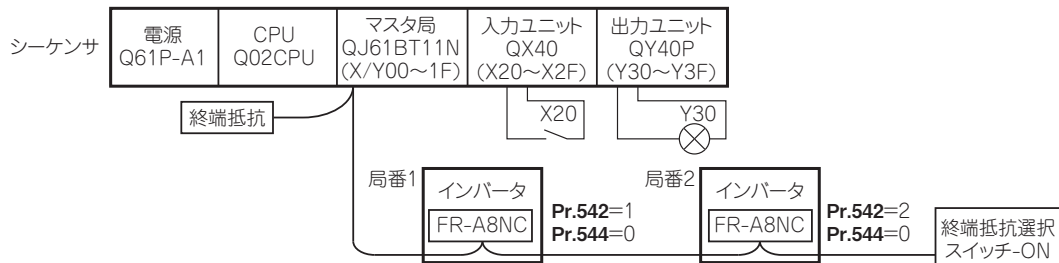 シーケンサ
電源
Q61P-A1
CPU
Q02CPU
マスタ局
QJ61BT11N
(X/Y00～1F)
入力ユニット
QX40
(X20～X2F)
出力ユニット
QY40P
(Y30～Y3F)
終端抵抗
X20
Y30
局番1
インバータ
FR-A8NC
Pr.542=1
Pr.544=0
局番2
インバータ
FR-A8NC
Pr.542=2
Pr.544=0
終端抵抗選択
スイッチ-ON